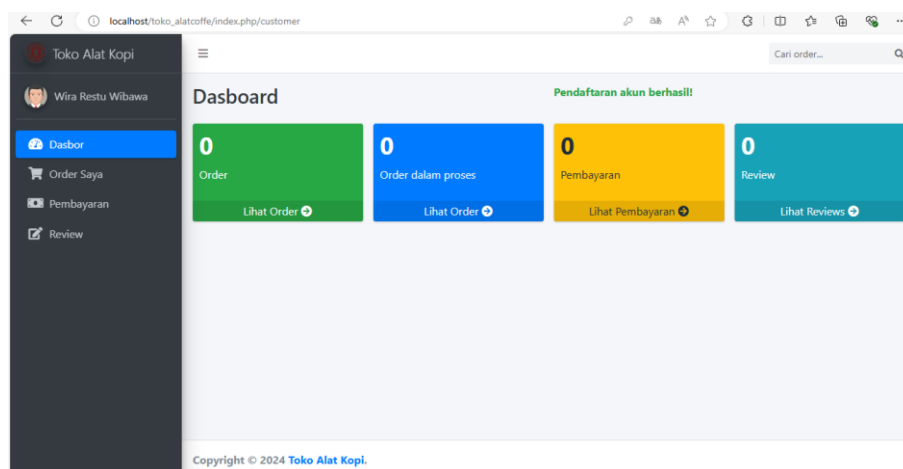 localhost/toko_alatcoffe/index.php/customer
Toko Alat Kopi
Cari order...
Wira Restu Wibawa
Dasboard
Pendaftaran akun berhasil!
Dasbor
Order Saya
Pembayaran
Review
0
Order
Lihat Order
0
Order dalam proses
Lihat Order
0
Pembayaran
Lihat Pembayaran
0
Review
Lihat Reviews
Copyright © 2024 Toko Alat Kopi.